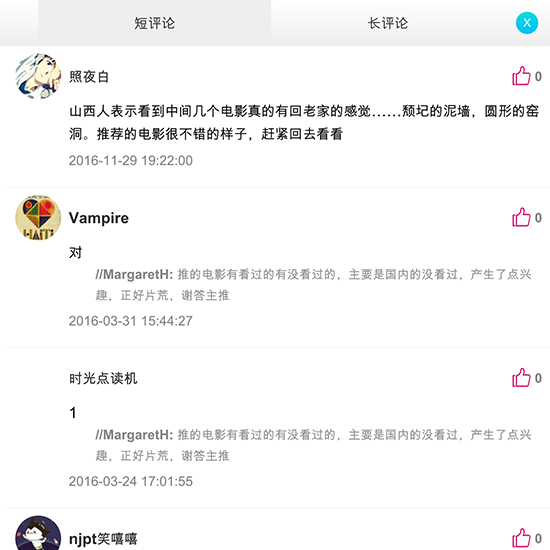 短评论 长评论 X
照夜白 0
山西人表示看到中间几个电影真的有回老家的感觉......颓圮的泥墙，圆形的窑
洞。推荐的电影很不错的样子，赶紧回去看看
2016-11-29 19:22:00
HAITI
Vampire 0
对
//MargaretH: 推的电影有看过的有没看过的，主要是国内的没看过，产生了点兴
趣，正好片荒，谢答主推
2016-03-31 15:44:27
时光点读机 0
1
//MargaretH: 推的电影有看过的有没看过的，主要是国内的没看过，产生了点兴
趣，正好片荒，谢答主推
2016-03-24 17:01:55
njpt笑嘻嘻 0